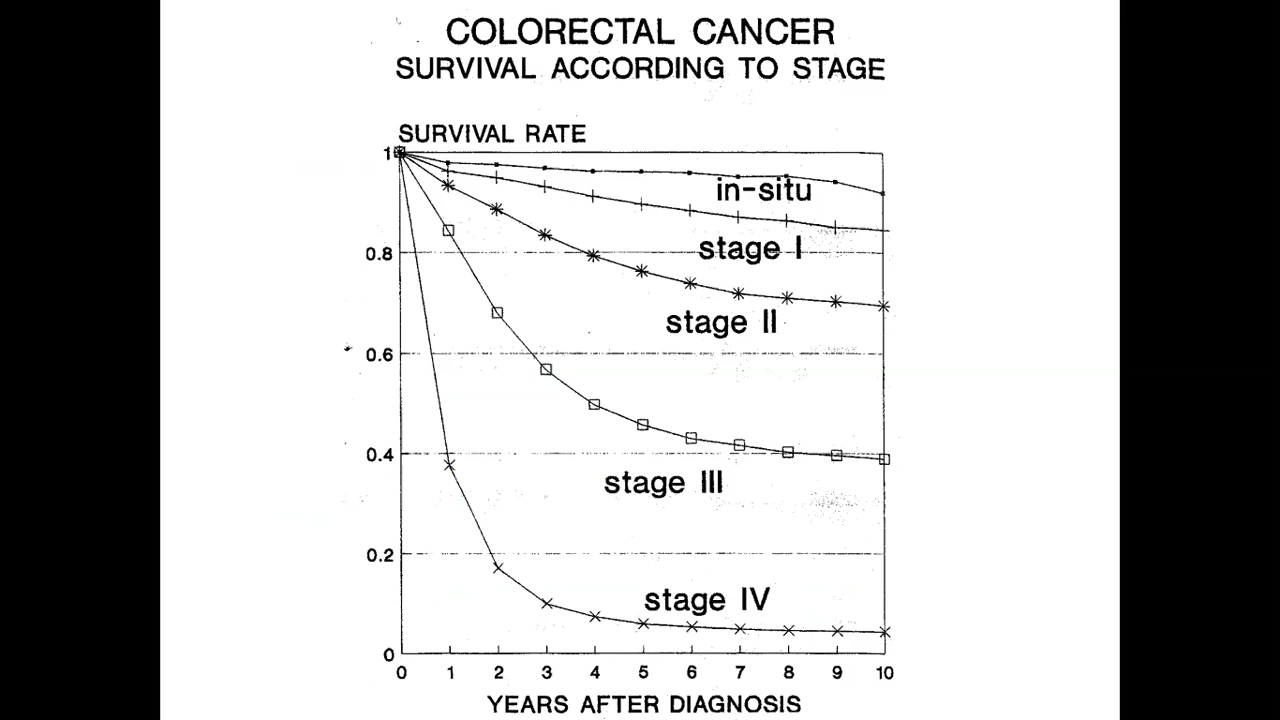 COLORECTAL CANCER
SURVIVAL ACCORDING TO STAGE
SURVIVAL RATE
1
in-situ
stage I
0.8
stage II
0.6
0.4
stage III
0.2
stage IV
0
0 1 2 3 4 5 6 7 8 9 10
YEARS AFTER DIAGNOSIS